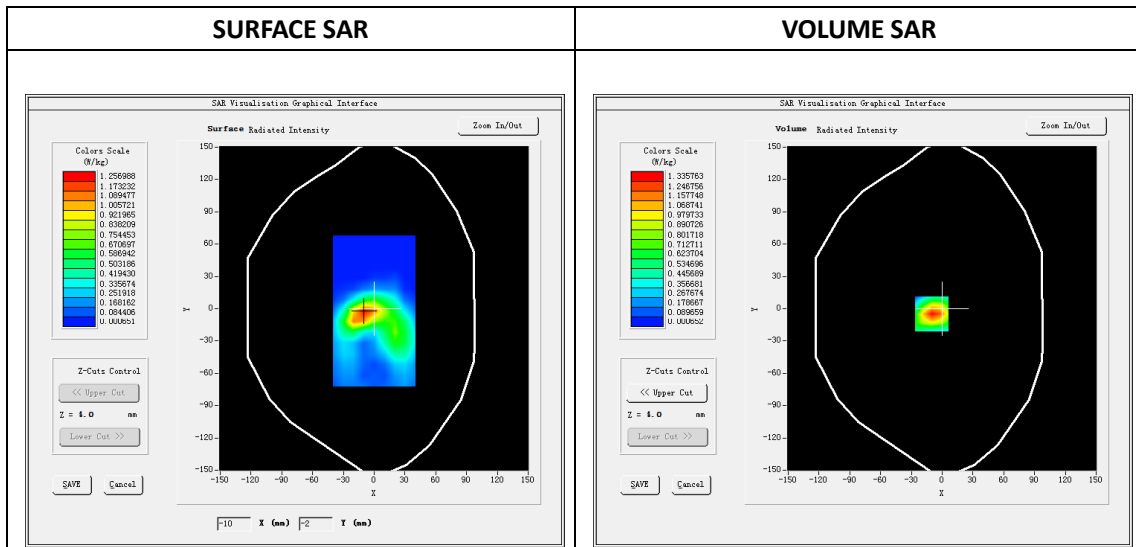 SURFACE SAR
VOLUME SAR
SAR Visualisation Graphical Interface
Surface Radiated Intensity
Zoom In/Out
Colors Scale
(W/kg)
1.256988
1.173232
1.089477
1.005721
0.921965
0.838209
0.754453
0.670697
0.586942
0.503186
0.419430
0.335674
0.251918
0.168162
0.084406
0.000651
Z-Cuts Control
<< Upper Cut
Z = 4.0 mm
Lower Cut >>
SAVE
Cancel
150
120
90
60
30
0
-30
-60
-90
-120
-150
Y
-150 -120 -90 -60 -30 0 30 60 90 120 150
X
-10 X (mm) -2 Y (mm)
SAR Visualisation Graphical Interface
Volume Radiated Intensity
Zoom In/Out
Colors Scale
(W/kg)
1.335763
1.246756
1.157748
1.068741
0.979733
0.890726
0.801718
0.712711
0.623704
0.534696
0.445689
0.356681
0.267674
0.178667
0.089659
0.000652
Z-Cuts Control
<< Upper Cut
Z = 4.0 mm
Lower Cut >>
SAVE
Cancel
150
120
90
60
30
0
-30
-60
-90
-120
-150
Y
-150 -120 -90 -60 -30 0 30 60 90 120 150
X